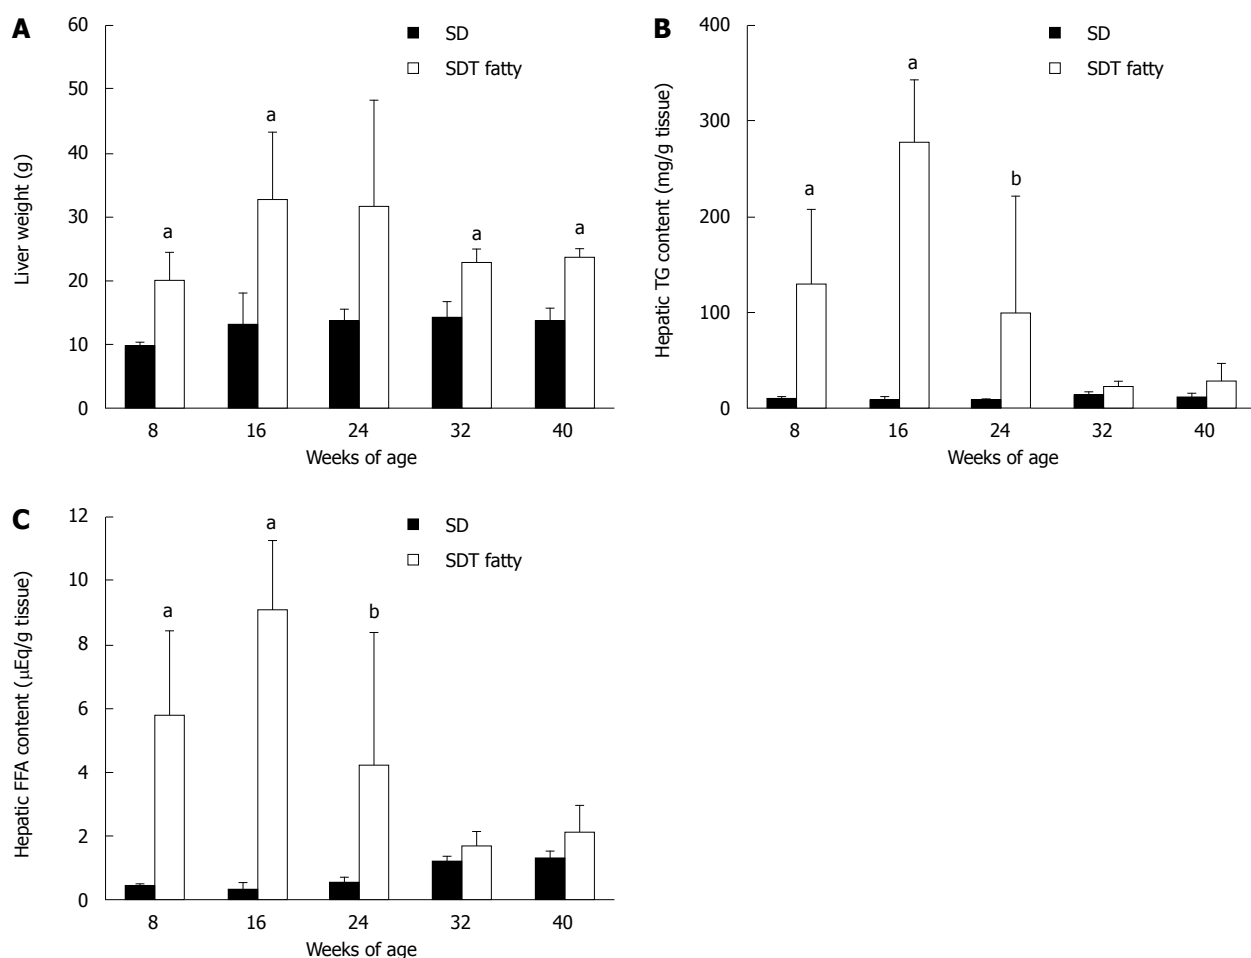 A
SD
SDT fatty
Liver weight (g)
60
50
40
30
20
10
0
a
a
a
a
8 16 24 32 40
Weeks of age
B
SD
SDT fatty
Hepatic TG content (mg/g tissue)
400
300
200
100
0
a
a
b
8 16 24 32 40
Weeks of age
C
SD
SDT fatty
Hepatic FFA content (μEq/g tissue)
12
10
8
6
4
2
0
a
a
b
8 16 24 32 40
Weeks of age